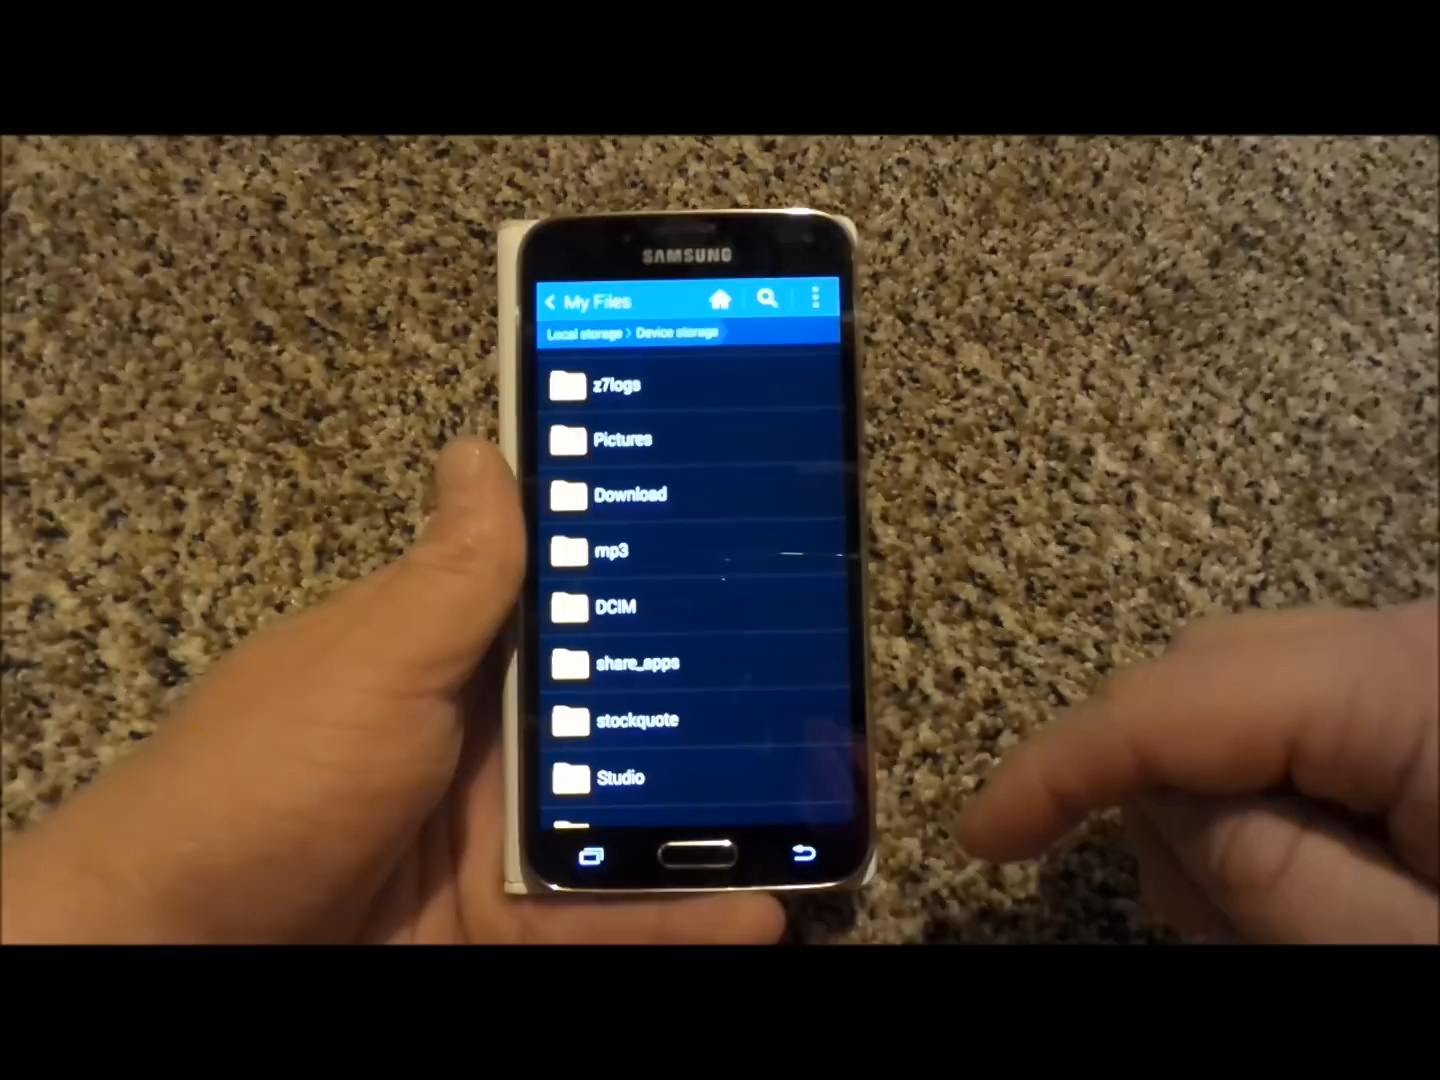 SAMSUNG
My Files
Local storage > Device storage
z7logs
Pictures
Download
mp3
DCIM
share_apps
stockquote
Studio